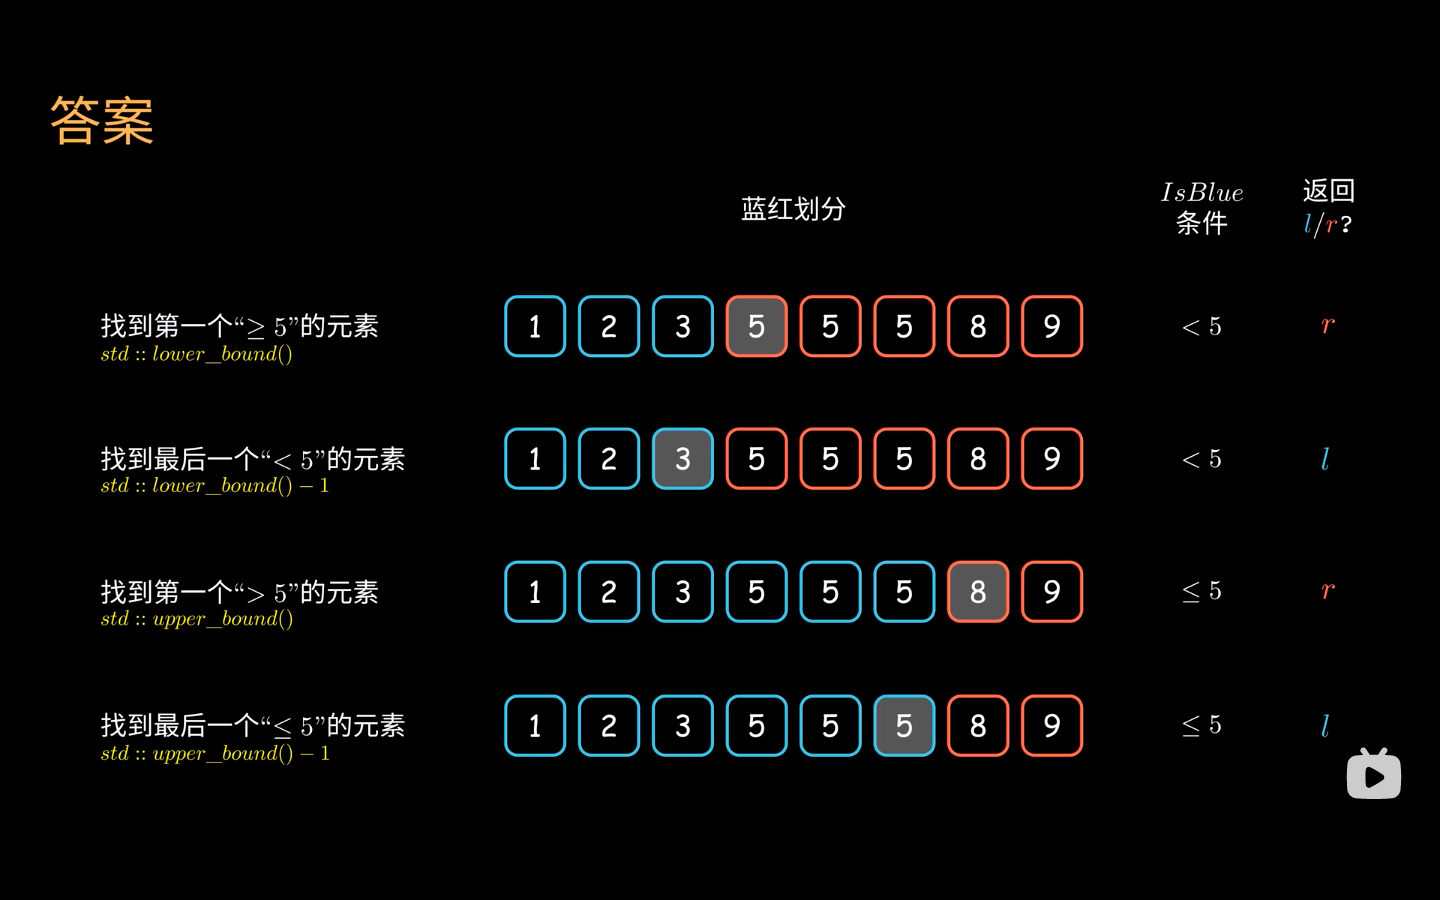 答案
蓝红划分
IsBlue
条件
返回
l/r?
找到第一个“≥ 5”的元素
std :: lower_bound()
1 2 3 5 5 5 8 9
< 5
r
找到最后一个“< 5”的元素
std :: lower_bound() − 1
1 2 3 5 5 5 8 9
< 5
l
找到第一个“> 5”的元素
std :: upper_bound()
1 2 3 5 5 5 8 9
≤ 5
r
找到最后一个“≤ 5”的元素
std :: upper_bound() − 1
1 2 3 5 5 5 8 9
≤ 5
l